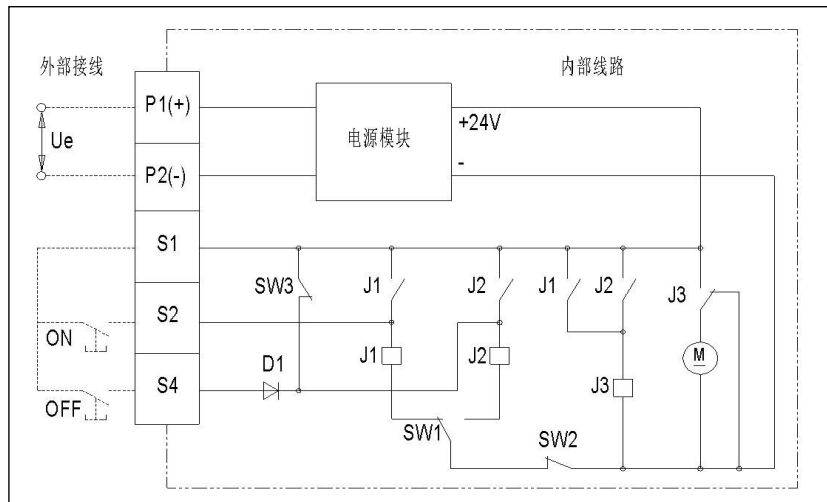 外部接线
内部线路
P1(+)
电源模块
+24V
Ue
P2(-)
-
S1
SW3
J1
J2
J1
J2
J3
S2
ON
J1
J2
M
D1
S4
J3
OFF
SW1
SW2